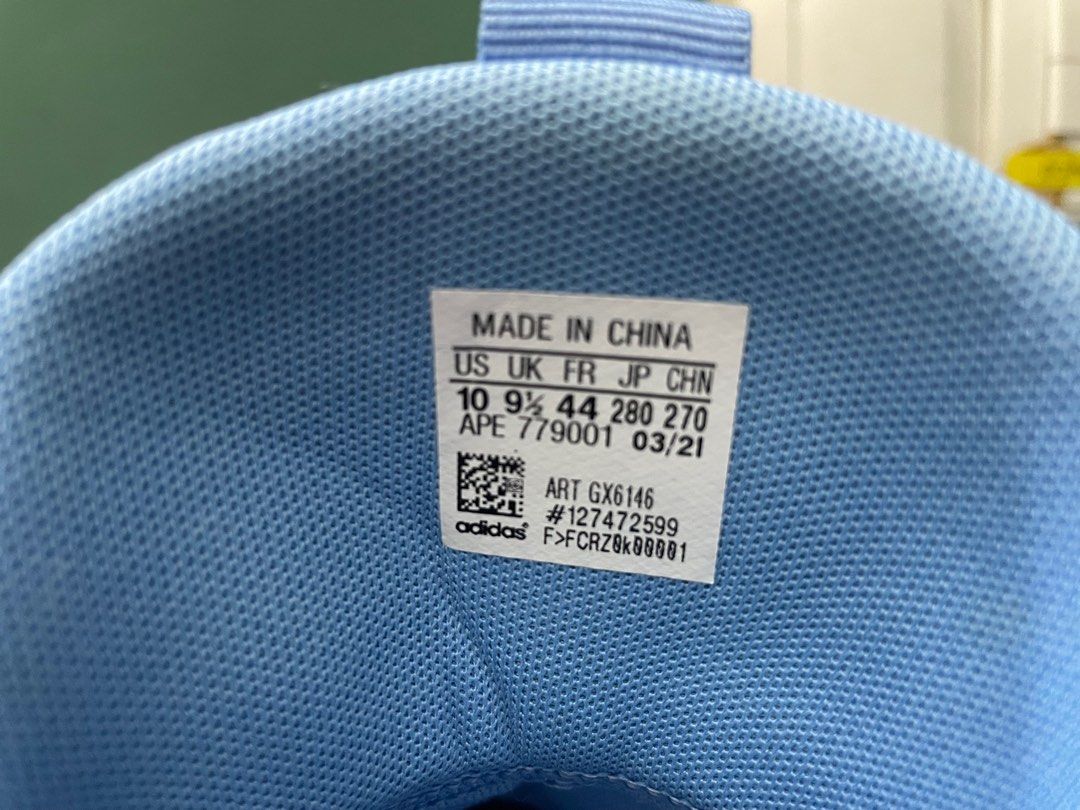 MADE IN CHINA
US UK FR JP CHN
10 9½ 44 280 270
APE 779001 03/21
ART GX6146
#127472599
adidas
F>FCRZ0k00001